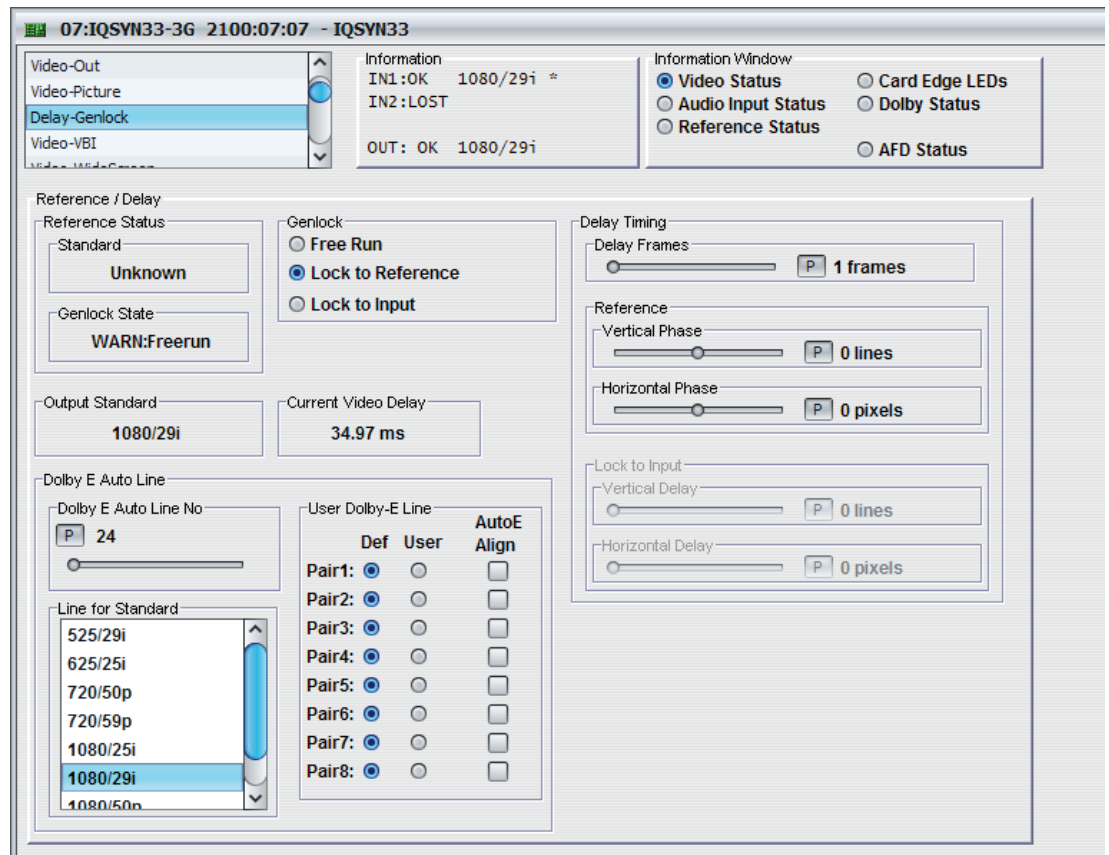 07:IQSYN33-3G 2100:07:07 - IQSYN33
Video-Out
Video-Picture
Delay-Genlock
Video-VBI
Video-WideScreen
Information
IN1:OK 1080/29i *
IN2:LOST
OUT: OK 1080/29i
Information Window
Video Status
Card Edge LEDs
Audio Input Status
Dolby Status
Reference Status
AFD Status
Reference / Delay
Reference Status
Standard
Unknown
Genlock State
WARN:Freerun
Genlock
Free Run
Lock to Reference
Lock to Input
Output Standard
1080/29i
Current Video Delay
34.97 ms
Delay Timing
Delay Frames
P 1 frames
Reference
Vertical Phase
P 0 lines
Horizontal Phase
P 0 pixels
Lock to Input
Vertical Delay
P 0 lines
Horizontal Delay
P 0 pixels
Dolby E Auto Line
Dolby E Auto Line No
P 24
Line for Standard
525/29i
625/25i
720/50p
720/59p
1080/25i
1080/29i
1080/50p
User Dolby-E Line
Def User AutoE Align
Pair1:
Pair2:
Pair3:
Pair4:
Pair5:
Pair6:
Pair7:
Pair8: